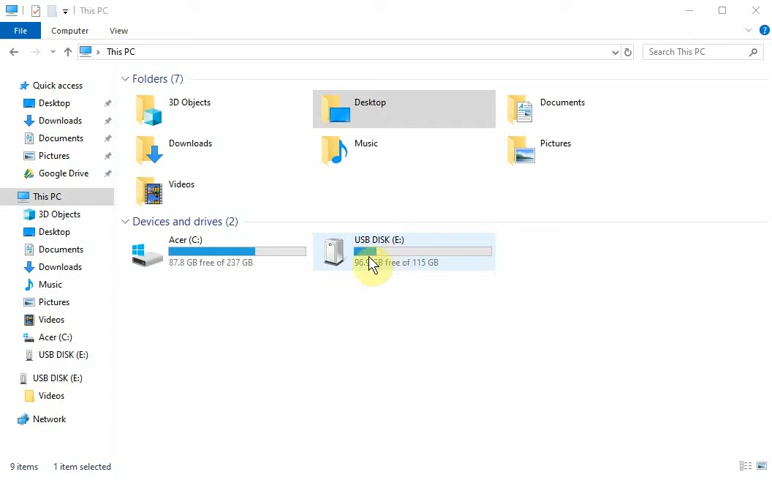 This PC
File Computer View
This PC Search This PC
Quick access
Desktop
Downloads
Documents
Pictures
Google Drive
This PC
3D Objects
Desktop
Documents
Downloads
Music
Pictures
Videos
Acer (C:)
USB DISK (E:)
USB DISK (E:)
Videos
Network
Folders (7)
3D Objects Desktop Documents
Downloads Music Pictures
Videos
Devices and drives (2)
Acer (C:) USB DISK (E:)
87.8 GB free of 237 GB free of 115 GB
9 items 1 item selected